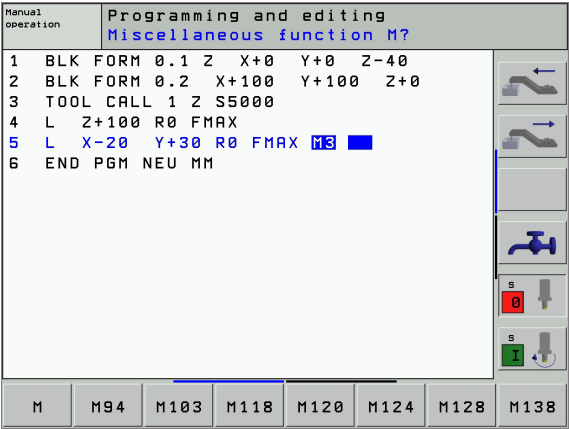 Manual
operation
Programming and editing
Miscellaneous function M?
1 BLK FORM 0.1 Z X+0 Y+0 Z-40
2 BLK FORM 0.2 X+100 Y+100 Z+0
3 TOOL CALL 1 Z S5000
4 L Z+100 R0 FMAX
5 L X-20 Y+30 R0 FMAX M3
6 END PGM NEU MM
S
0
S
I
M M94 M103 M118 M120 M124 M128 M138